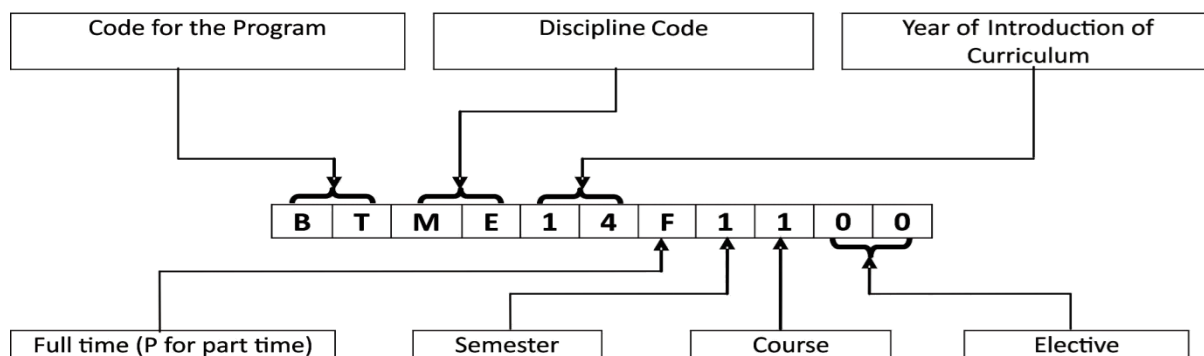 Code for the Program
Discipline Code
Year of Introduction of
Curriculum
B T M E 1 4 F 1 1 0 0
Full time (P for part time)
Semester
Course
Elective